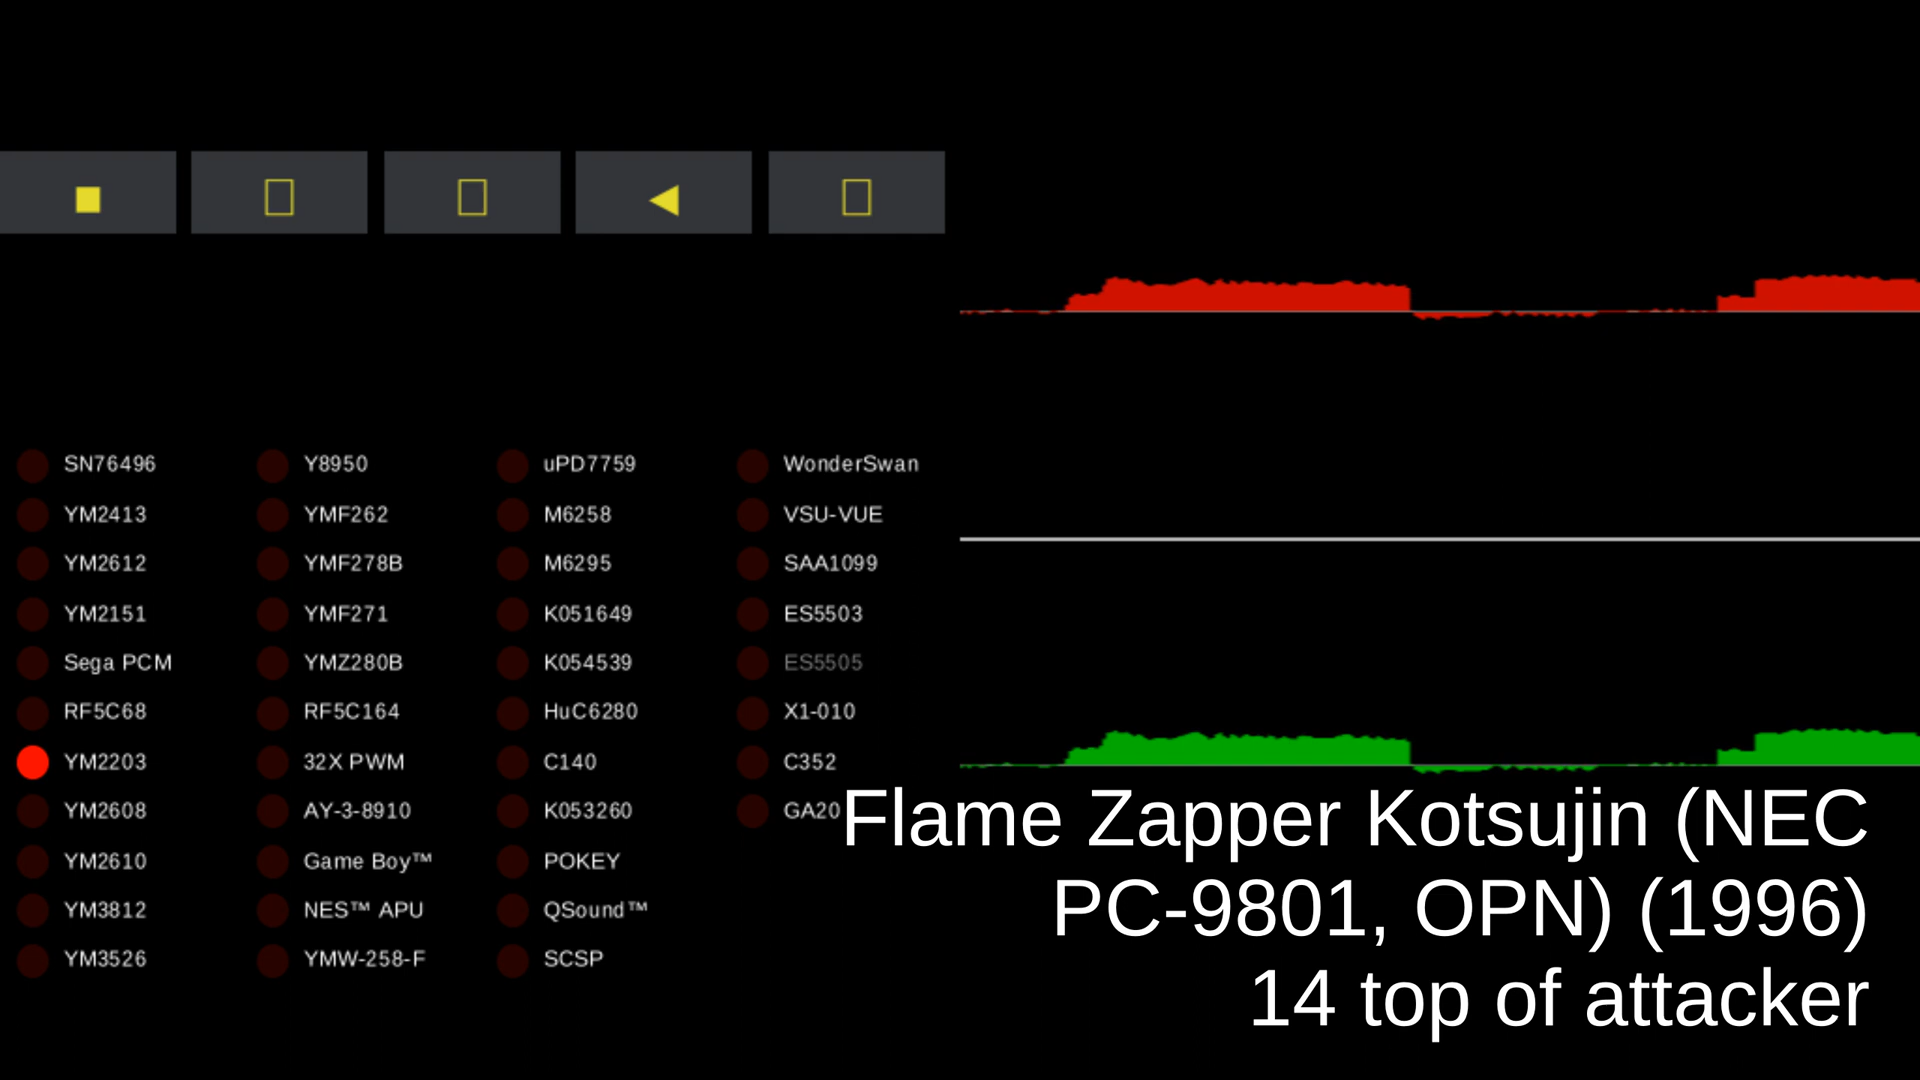 SN76496
YM2413
YM2612
YM2151
Sega PCM
RF5C68
YM2203
YM2608
YM2610
YM3812
YM3526
Y8950
YMF262
YMF278B
YMF271
YMZ280B
RF5C164
32X PWM
AY-3-8910
Game Boy™
NES™ APU
YMW-258-F
uPD7759
M6258
M6295
K051649
K054539
HuC6280
C140
K053260
POKEY
QSound™
SCSP
WonderSwan
VSU-VUE
SAA1099
ES5503
ES5505
X1-010
C352
GA20
Flame Zapper Kotsujin (NEC
PC-9801, OPN) (1996)
14 top of attacker